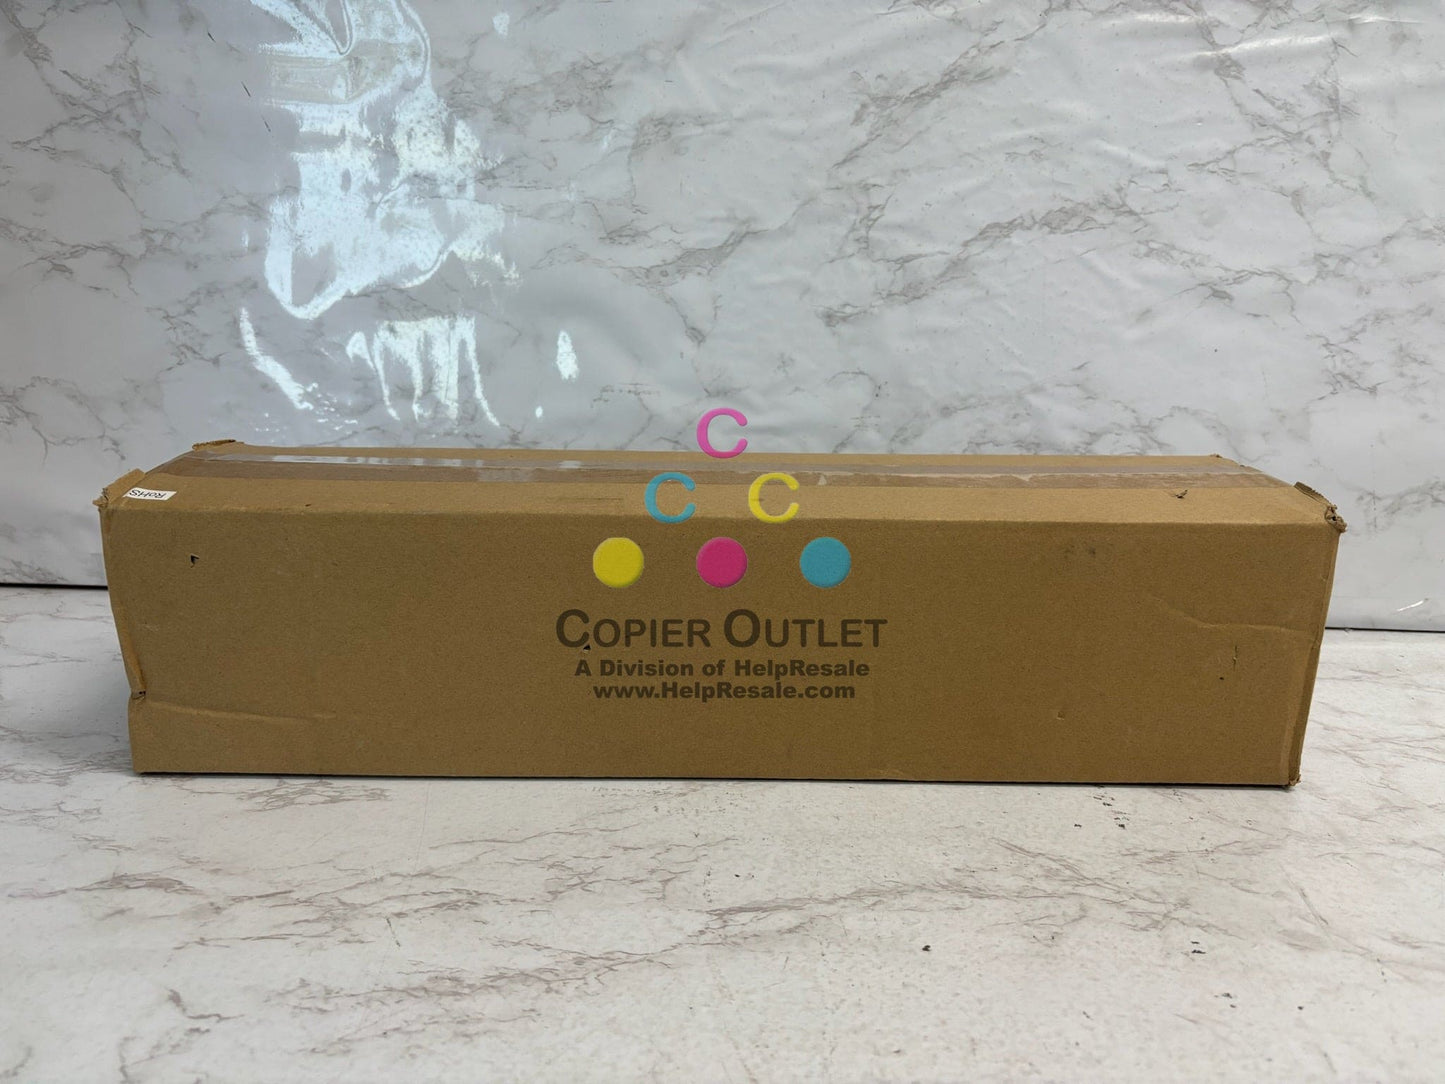 C
C C
COPIER OUTLET
A Division of HelpResale
www.HelpResale.com
RoHS